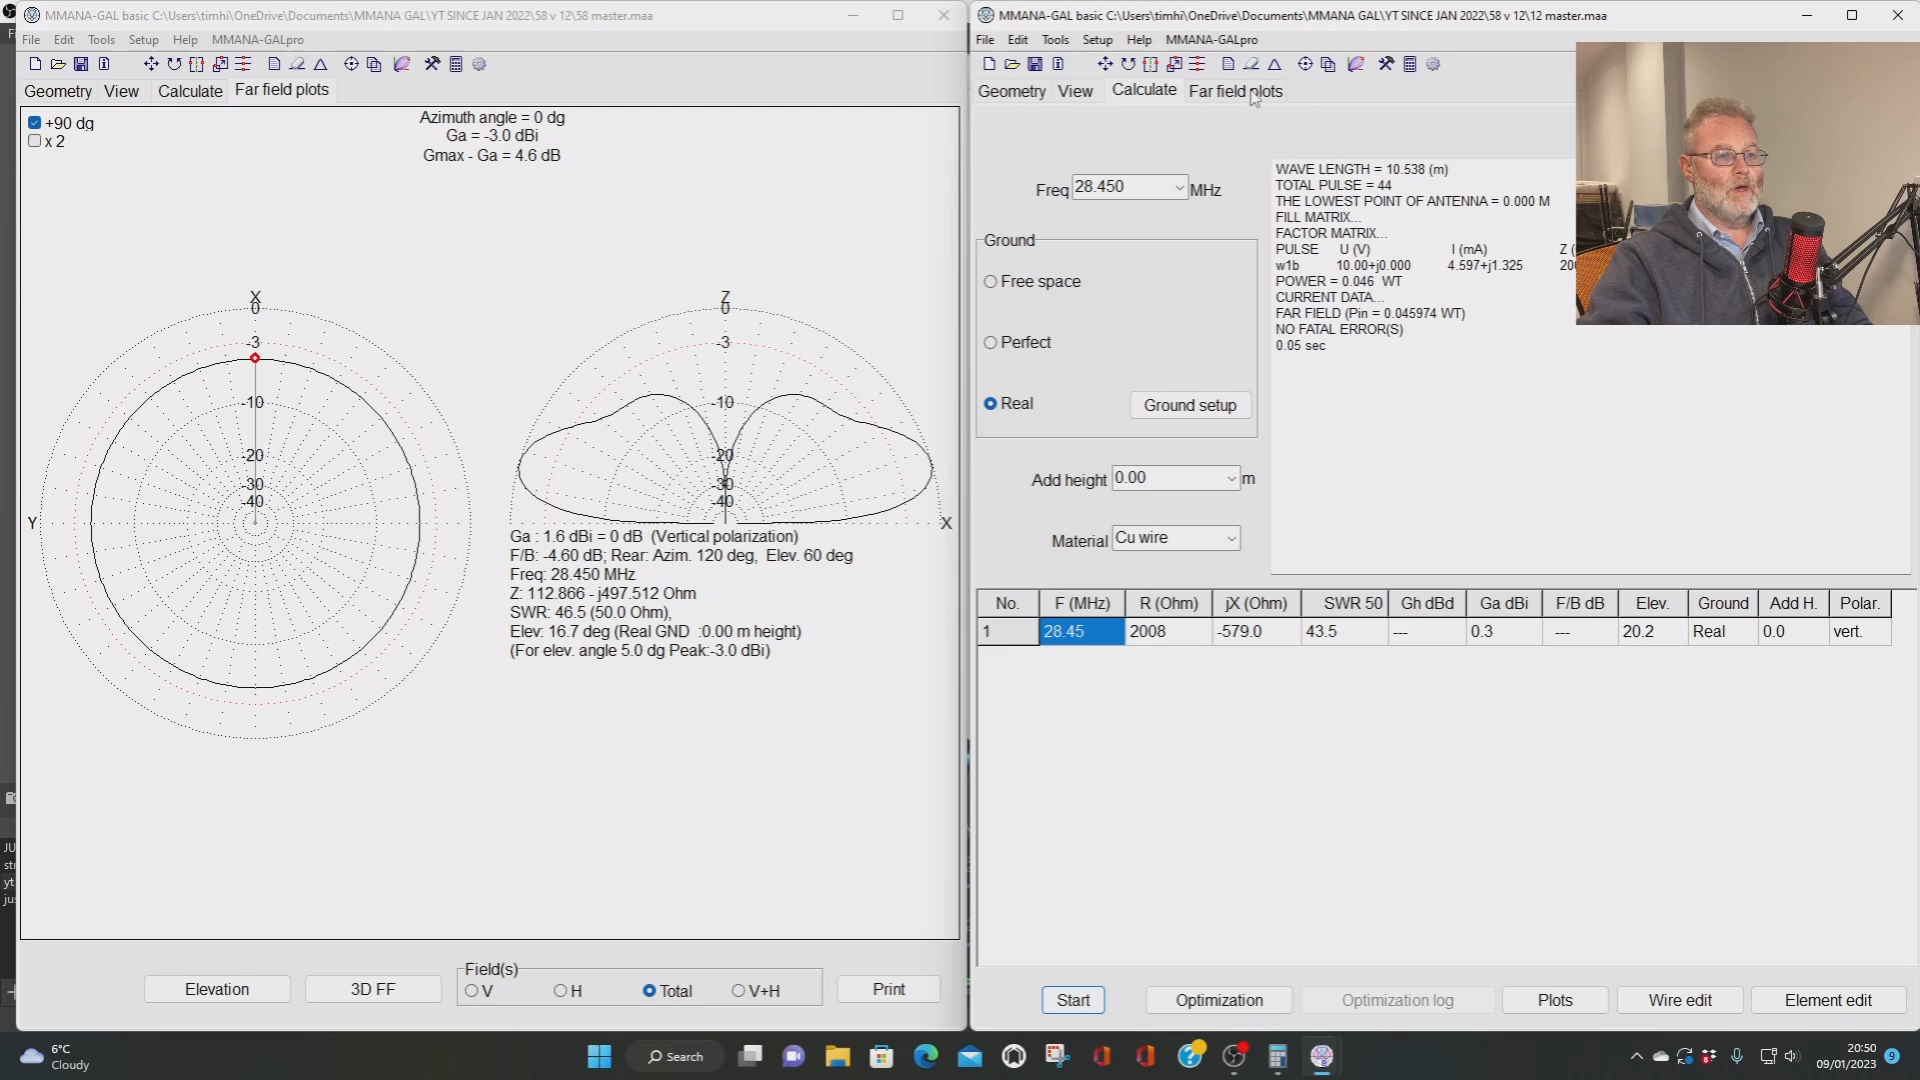 MMANA-GAL basic C:\Users\timhi\OneDrive\Documents\MMANA GAL\YT SINCE JAN 2022\58 v 12\58 master.maa
File Edit Tools Setup Help MMANA-GALpro
Geometry View Calculate Far field plots
+90 dg
x 2
Azimuth angle = 0 dg
Ga = -3.0 dBi
Gmax - Ga = 4.6 dB
X
0
-3
-10
-20
-30
-40
Y
Z
0
-3
-10
-20
-30
-40
X
Ga : 1.6 dBi = 0 dB (Vertical polarization)
F/B: -4.60 dB; Rear: Azim. 120 deg, Elev. 60 deg
Freq: 28.450 MHz
Z: 112.866 - j497.512 Ohm
SWR: 46.5 (50.0 Ohm),
Elev: 16.7 deg (Real GND :0.00 m height)
(For elev. angle 5.0 dg Peak:-3.0 dBi)
Elevation
3D FF
Field(s)
V H Total V+H
Print
MMANA-GAL basic C:\Users\timhi\OneDrive\Documents\MMANA GAL\YT SINCE JAN 2022\58 v 12\12 master.maa
File Edit Tools Setup Help MMANA-GALpro
Geometry View Calculate Far field plots
Freq 28.450 MHz
Ground
Free space
Perfect
Real
Ground setup
Add height 0.00 m
Material Cu wire
WAVE LENGTH = 10.538 (m)
TOTAL PULSE = 44
THE LOWEST POINT OF ANTENNA = 0.000 M
FILL MATRIX...
FACTOR MATRIX...
PULSE U (V) I (mA) Z (
w1b 10.00+j0.000 4.597+j1.325
POWER = 0.046 WT
CURRENT DATA...
FAR FIELD (Pin = 0.045974 WT)
NO FATAL ERROR(S)
0.05 sec
No. F (MHz) R (Ohm) jX (Ohm) SWR 50 Gh dBd Ga dBi F/B dB Elev. Ground Add H. Polar.
1 28.45 2008 -579.0 43.5 --- 0.3 --- 20.2 Real 0.0 vert.
Start
Optimization
Optimization log
Plots
Wire edit
Element edit
JU
str
yt
jus
6°C
Cloudy
Search
20:50
09/01/2023
9